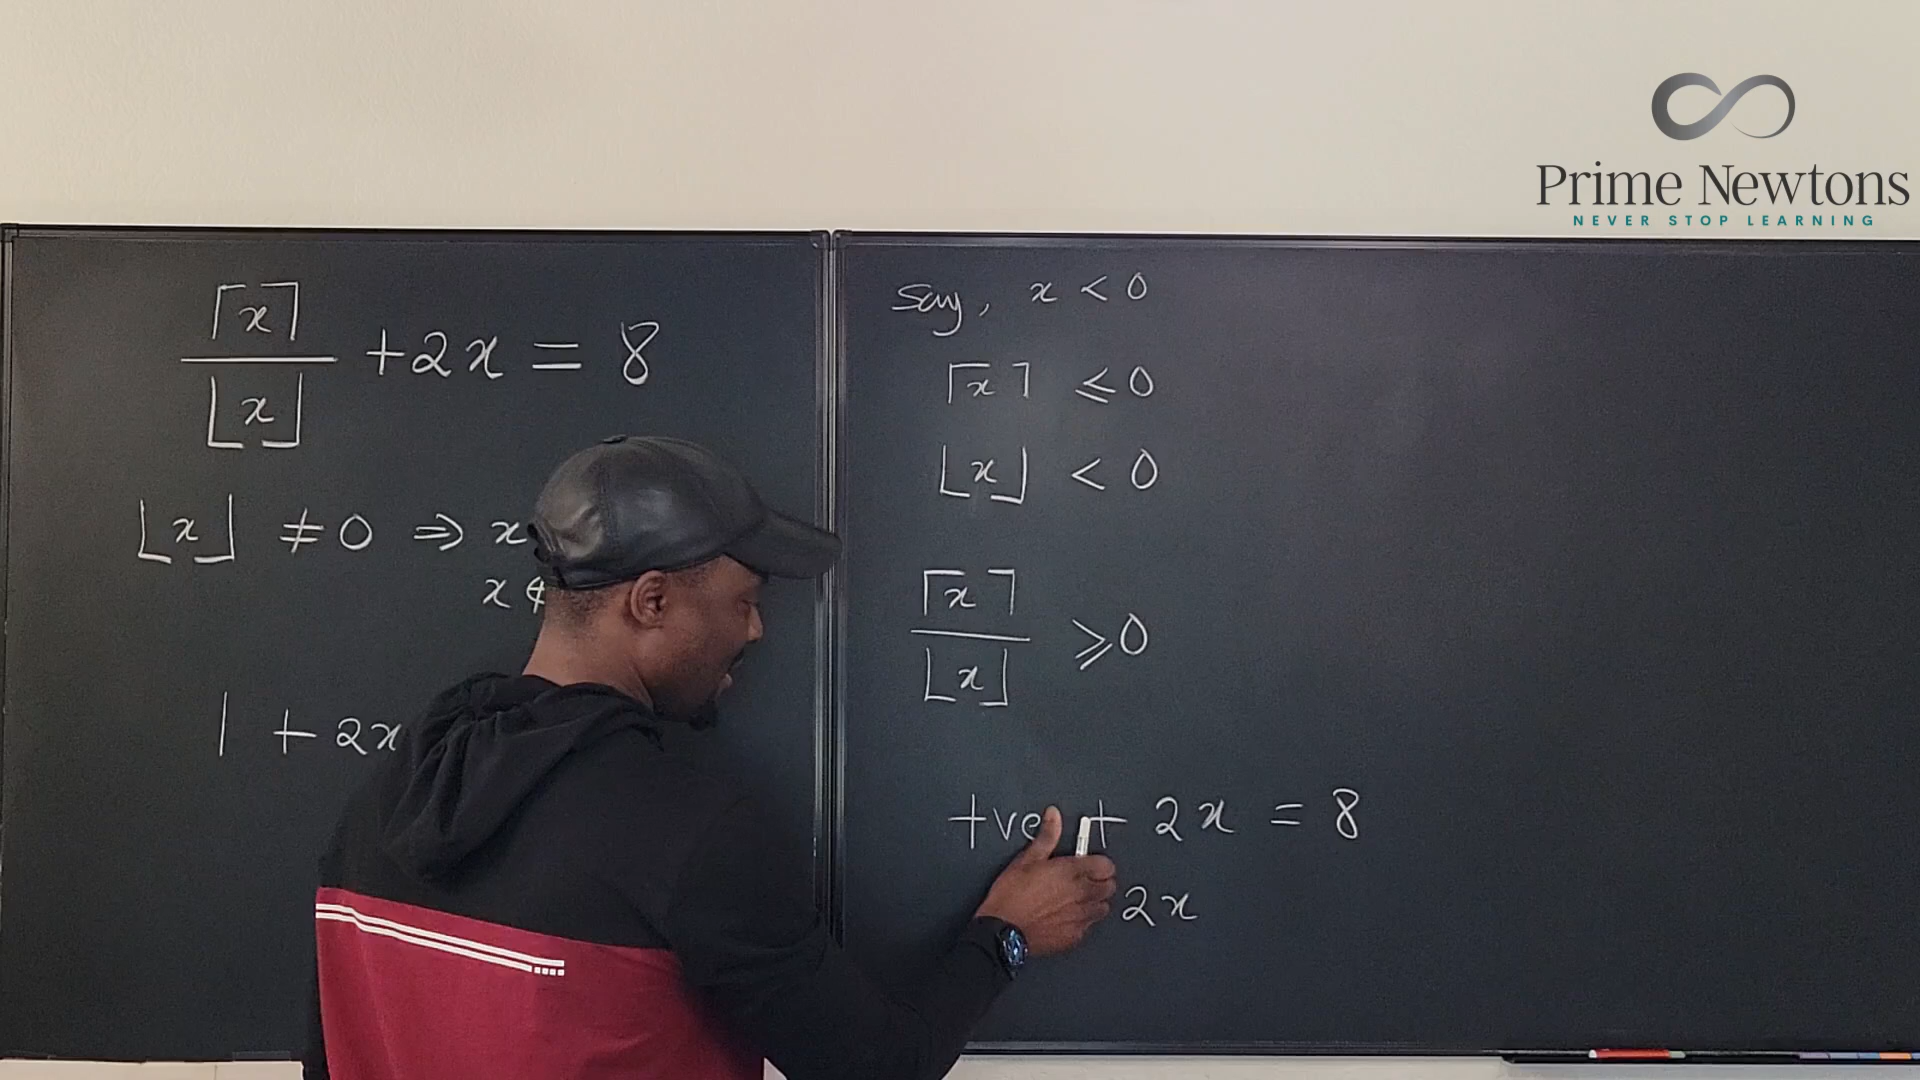 Prime Newtons
NEVER STOP LEARNING
⌈x⌉/⌊x⌋ + 2x = 8
⌊x⌋ ≠ 0 ⇒ x
x ∉
1 + 2x
Say, x < 0
⌈x⌉ ⩽ 0
⌊x⌋ < 0
⌈x⌉/⌊x⌋ ⩾ 0
+ve + 2x = 8
2x